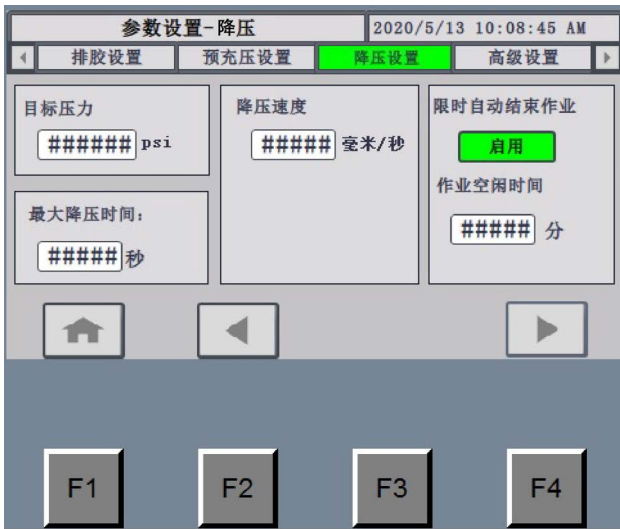 参数设置-降压
2020/5/13 10:08:45 AM
排胶设置
预充压设置
降压设置
高级设置
目标压力
###### psi
最大降压时间:
##### 秒
降压速度
##### 毫米/秒
限时自动结束作业
启用
作业空闲时间
##### 分
F1
F2
F3
F4